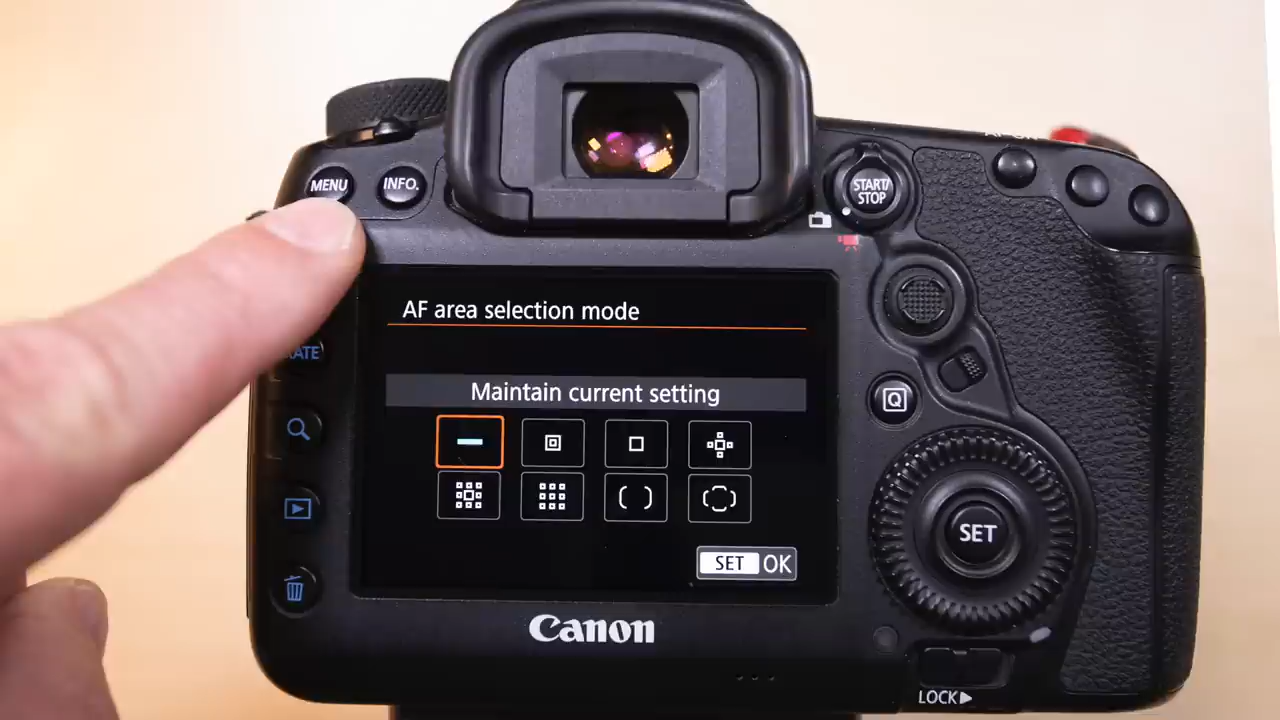 MENU
INFO.
START/
STOP
AF area selection mode
Maintain current setting
Q
SET
SET OK
Canon
LOCK▶